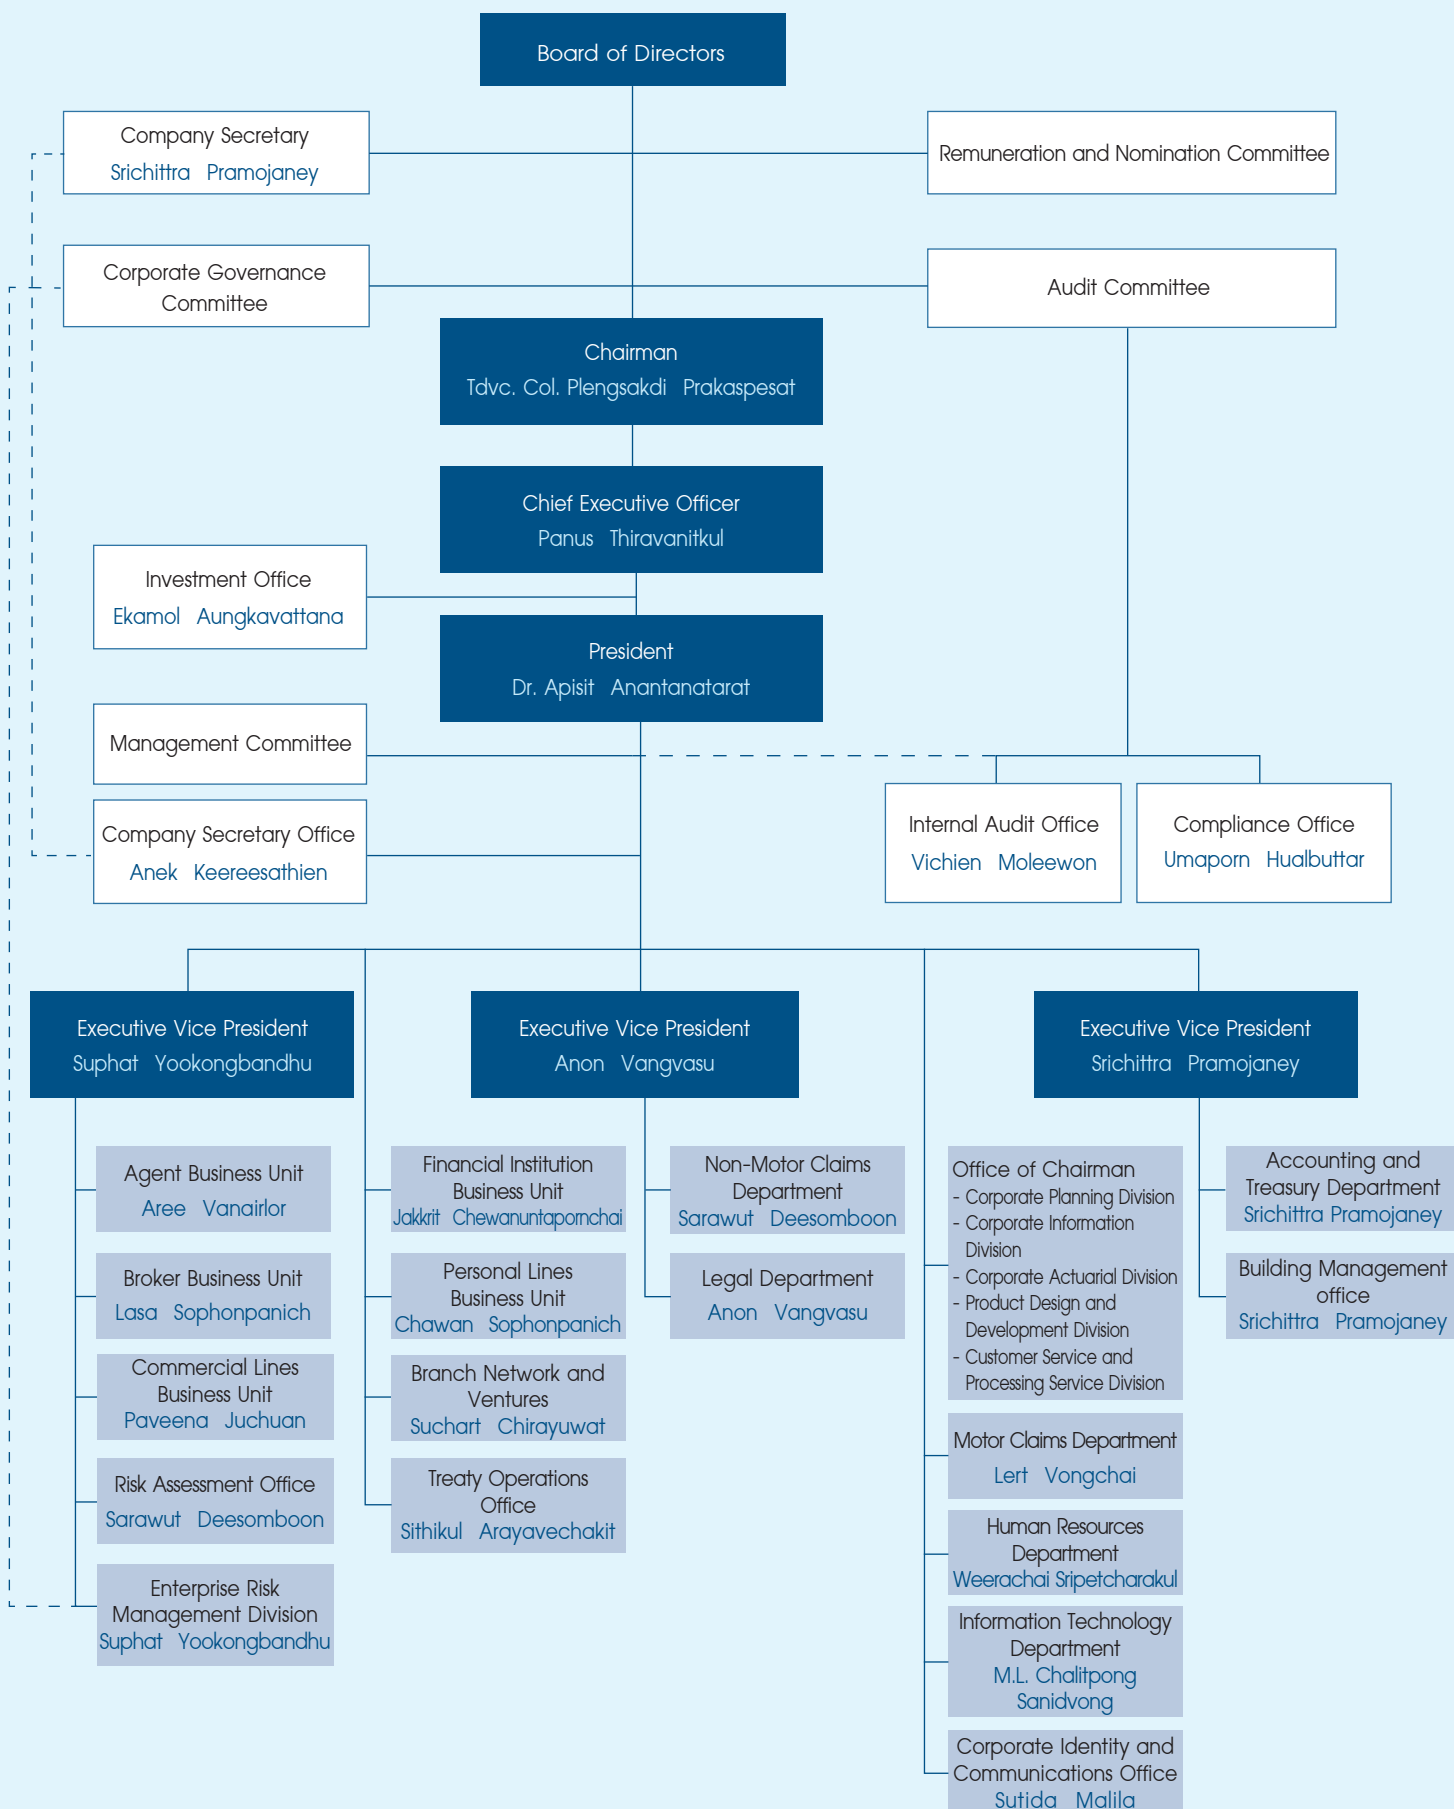 Board of Directors
Company Secretary
Srichittra Pramojaney
Remuneration and Nomination Committee
Corporate Governance
Committee
Audit Committee
Chairman
Tdvc. Col. Plengsakdi Prakaspesat
Chief Executive Officer
Panus Thiravanitkul
Investment Office
Ekamol Aungkavattana
President
Dr. Apisit Anantanatarat
Management Committee
Company Secretary Office
Anek Keereesathien
Internal Audit Office
Vichien Moleewon
Compliance Office
Umaporn Hualbuttar
Executive Vice President
Suphat Yookongbandhu
Executive Vice President
Anon Vangvasu
Executive Vice President
Srichittra Pramojaney
Agent Business Unit
Aree Vanairlor
Broker Business Unit
Lasa Sophonpanich
Commercial Lines
Business Unit
Paveena Juchuan
Risk Assessment Office
Sarawut Deesomboon
Enterprise Risk
Management Division
Suphat Yookongbandhu
Financial Institution
Business Unit
Jakkrit Chewanuntapornchai
Personal Lines
Business Unit
Chawan Sophonpanich
Branch Network and
Ventures
Suchart Chirayuwat
Treaty Operations
Office
Sithikul Arayavechakit
Non-Motor Claims
Department
Sarawut Deesomboon
Legal Department
Anon Vangvasu
Office of Chairman
- Corporate Planning Division
- Corporate Information
Division
- Corporate Actuarial Division
- Product Design and
Development Division
- Customer Service and
Processing Service Division
Motor Claims Department
Lert Vongchai
Human Resources
Department
Weerachai Sripetcharakul
Information Technology
Department
M.L. Chalitpong
Sanidvong
Corporate Identity and
Communications Office
Sutida Malila
Accounting and
Treasury Department
Srichittra Pramojaney
Building Management
office
Srichittra Pramojaney